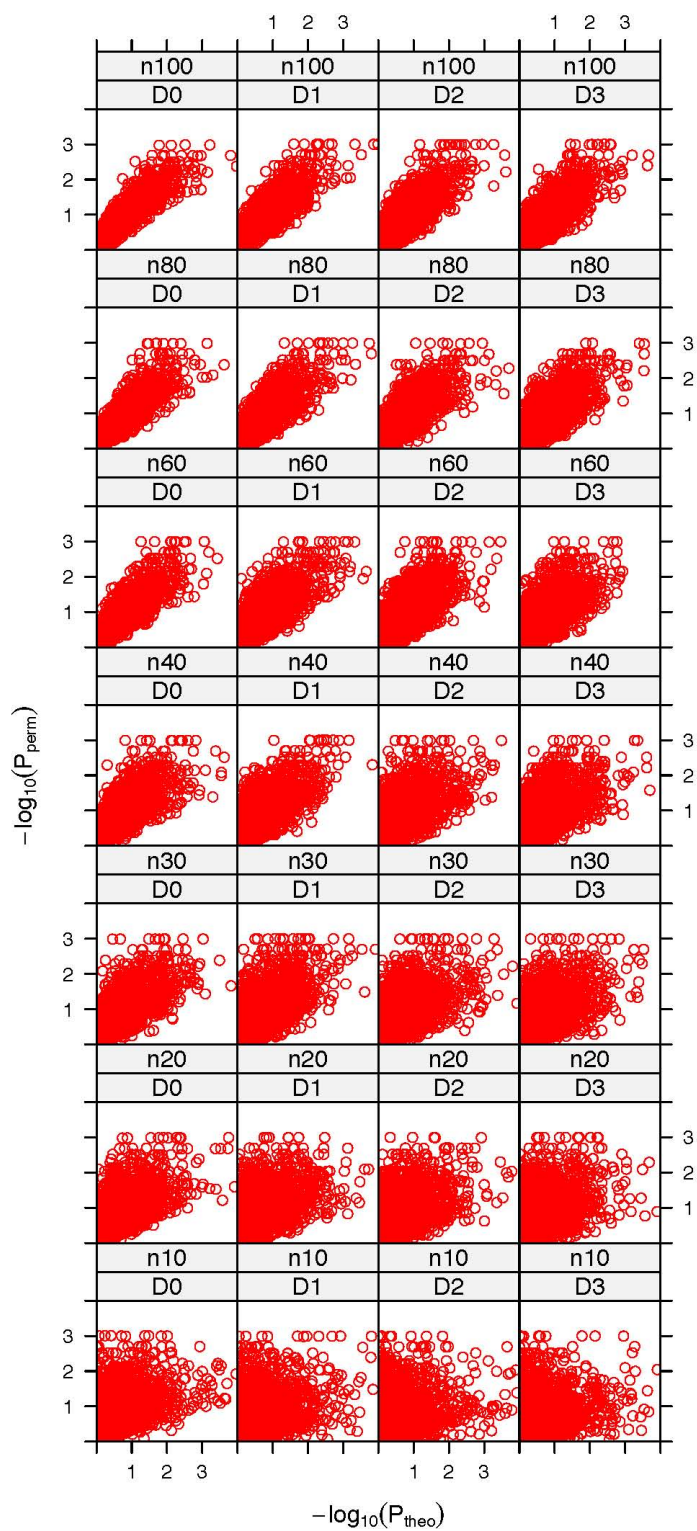 1 2 3
n100 n100 n100 n100
D0 D1 D2 D3
3
2
1
n80 n80 n80 n80
D0 D1 D2 D3
3
2
1
n60 n60 n60 n60
D0 D1 D2 D3
3
2
1
n40 n40 n40 n40
D0 D1 D2 D3
3
2
1
n30 n30 n30 n30
D0 D1 D2 D3
3
2
1
n20 n20 n20 n20
D0 D1 D2 D3
3
2
1
n10 n10 n10 n10
D0 D1 D2 D3
3
2
1
1 2 3
1 2 3
1 2 3
−log10(Pperm)
−log10(Ptheo)